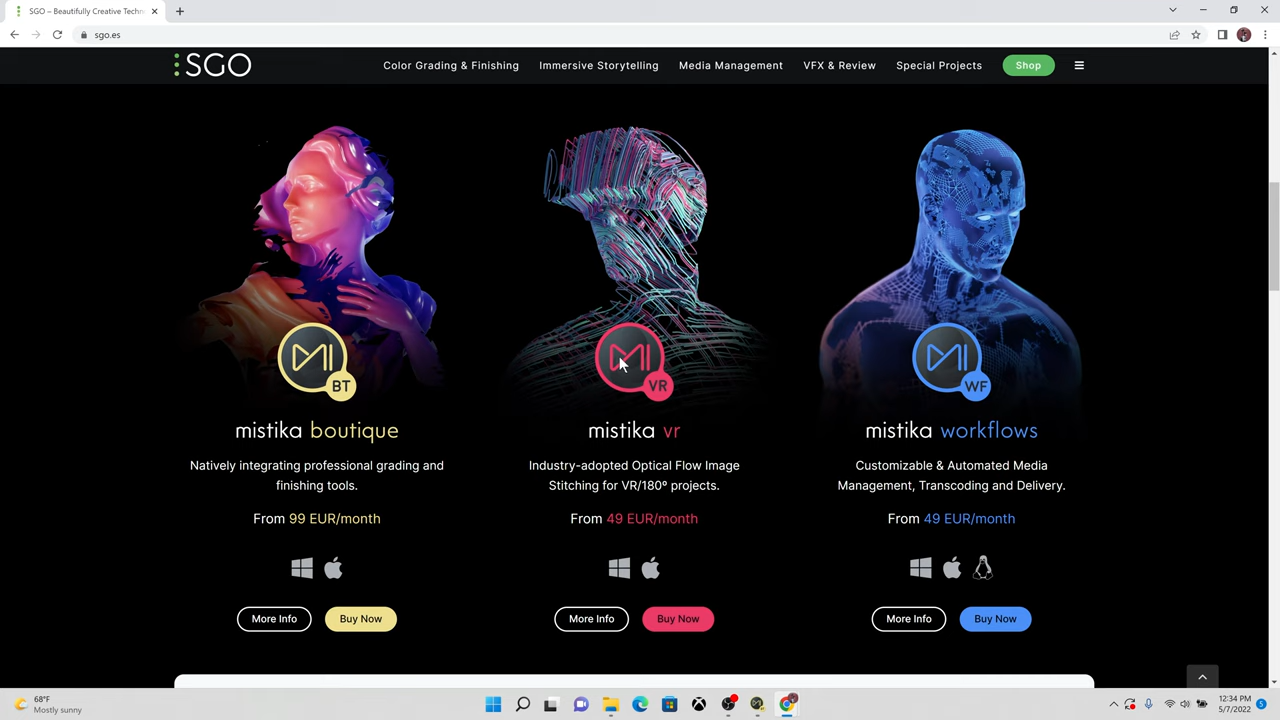 SGO – Beautifully Creative Techn
sgo.es
SGO
Color Grading & Finishing
Immersive Storytelling
Media Management
VFX & Review
Special Projects
Shop
BT
VR
WF
mistika boutique
mistika vr
mistika workflows
Natively integrating professional grading and
finishing tools.
Industry-adopted Optical Flow Image
Stitching for VR/180º projects.
Customizable & Automated Media
Management, Transcoding and Delivery.
From 99 EUR/month
From 49 EUR/month
From 49 EUR/month
More Info
Buy Now
More Info
Buy Now
More Info
Buy Now
68°F
Mostly sunny
12:34 PM
5/7/2022
5